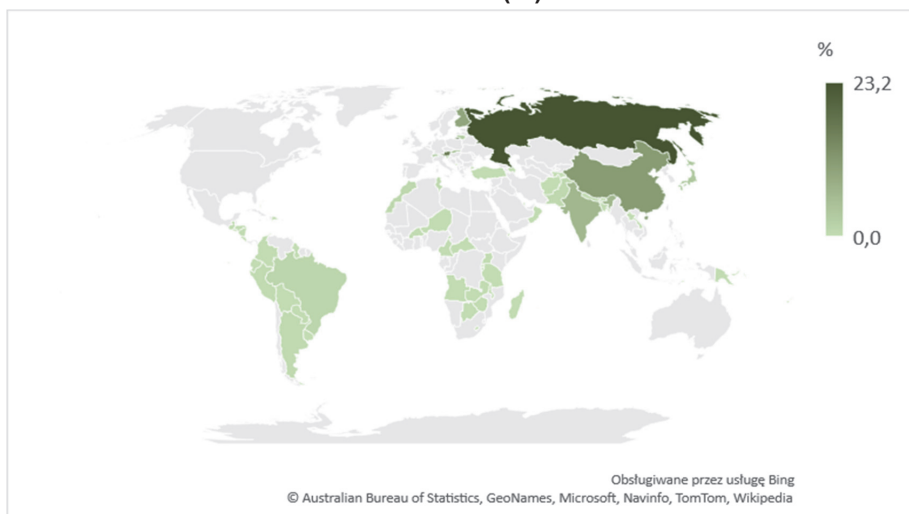 %
23,2
0,0
Obsługiwane przez usługę Bing
© Australian Bureau of Statistics, GeoNames, Microsoft, Navinfo, TomTom, Wikipedia